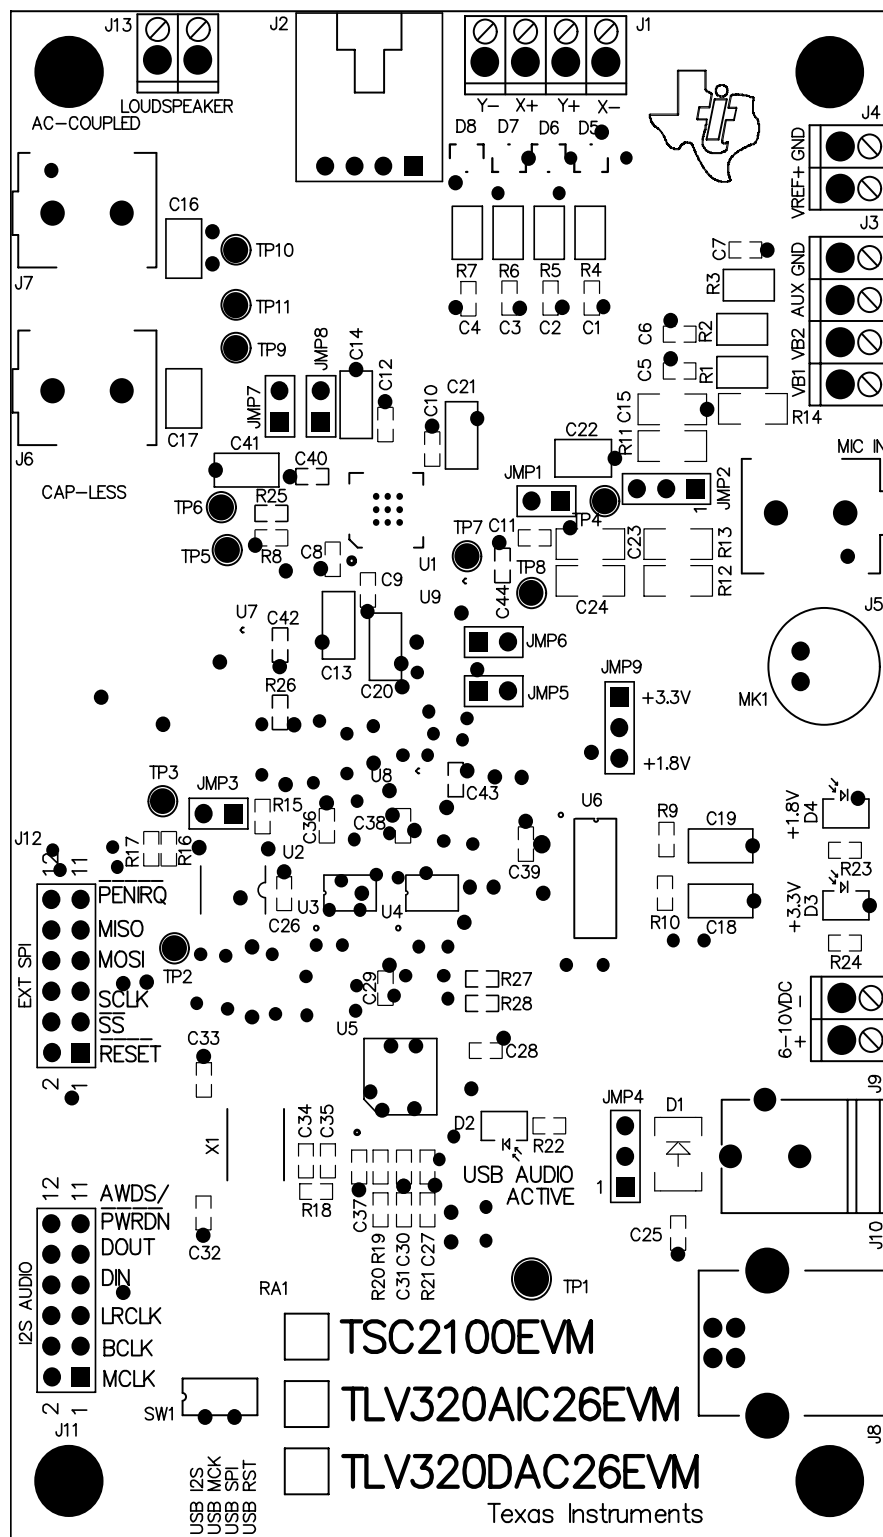 J13
J2
J1
LOUDSPEAKER
AC-COUPLED
Y- X+ Y+ X-
D8 D7 D6 D5
J4
VREF+ GND
C16
TP10
J7
TP11
TP9
R7 R6 R5 R4
C4 C3 C2 C1
C7
J3
R3
AUX GND
C6
R2
VB2
C5
R1
VB1
JMP8
C14
C12
JMP7
C10
C21
C15
R14
C17
J6
C41
C40
C22
R11
MIC IN
CAP-LESS
JMP1
JMP2
1
TP6
R25
TP7
C11
TP4
C23
R13
TP5
R8
C8
U1
C9
U9
TP8
C44
C24
R12
J5
U7
C42
C13
C20
JMP6
JMP9
R26
JMP5
+3.3V
MK1
+1.8V
TP3
JMP3
R15
U8
C43
C36
C38
U6
R9
C19
+1.8V
D4
J12
R17
R16
U2
C39
R23
12 11
PENIRQ
C26
U3
U4
R10
C18
+3.3V
D3
MISO
MOSI
TP2
R24
EXT SPI
SCLK
C29
R27
R28
SS
U5
6-10VDC
- +
RESET
C33
C28
2 1
J9
C34
C35
D2
R22
JMP4
D1
X1
USB AUDIO
ACTIVE
1
12 11
AWDS/
R18
C37
PWRDN
C32
C25
DOUT
R20
R19
C31
C30
R21
C27
J10
DIN
RA1
TP1
I2S AUDIO
LRCLK
TSC2100EVM
BCLK
MCLK
TLV320AIC26EVM
2 1
SW1
J11
J8
TLV320DAC26EVM
USB I2S
USB MCK
USB SPI
USB RST
Texas Instruments